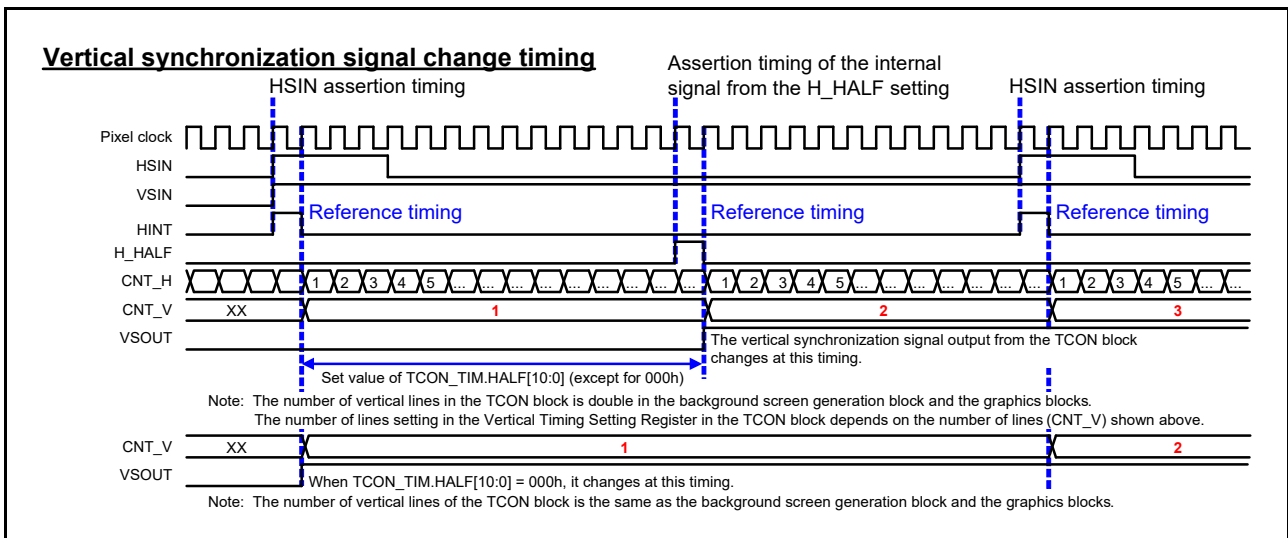 Vertical synchronization signal change timing
HSIN assertion timing
Assertion timing of the internal
signal from the H_HALF setting
HSIN assertion timing
Pixel clock
HSIN
VSIN
HINT
Reference timing
Reference timing
Reference timing
H_HALF
CNT_H
1 2 3 4 5 ... ... ... ... ... ... ... ... ... 1 2 3 4 5 ... ... ... ... ... ... ... 1 2 3 4 5 ... ...
CNT_V
XX 1 2 3
VSOUT
The vertical synchronization signal output from the TCON block
changes at this timing.
Set value of TCON_TIM.HALF[10:0] (except for 000h)
Note: The number of vertical lines in the TCON block is double in the background screen generation block and the graphics blocks.
The number of lines setting in the Vertical Timing Setting Register in the TCON block depends on the number of lines (CNT_V) shown above.
CNT_V
XX 1 2
VSOUT
When TCON_TIM.HALF[10:0] = 000h, it changes at this timing.
Note: The number of vertical lines of the TCON block is the same as the background screen generation block and the graphics blocks.